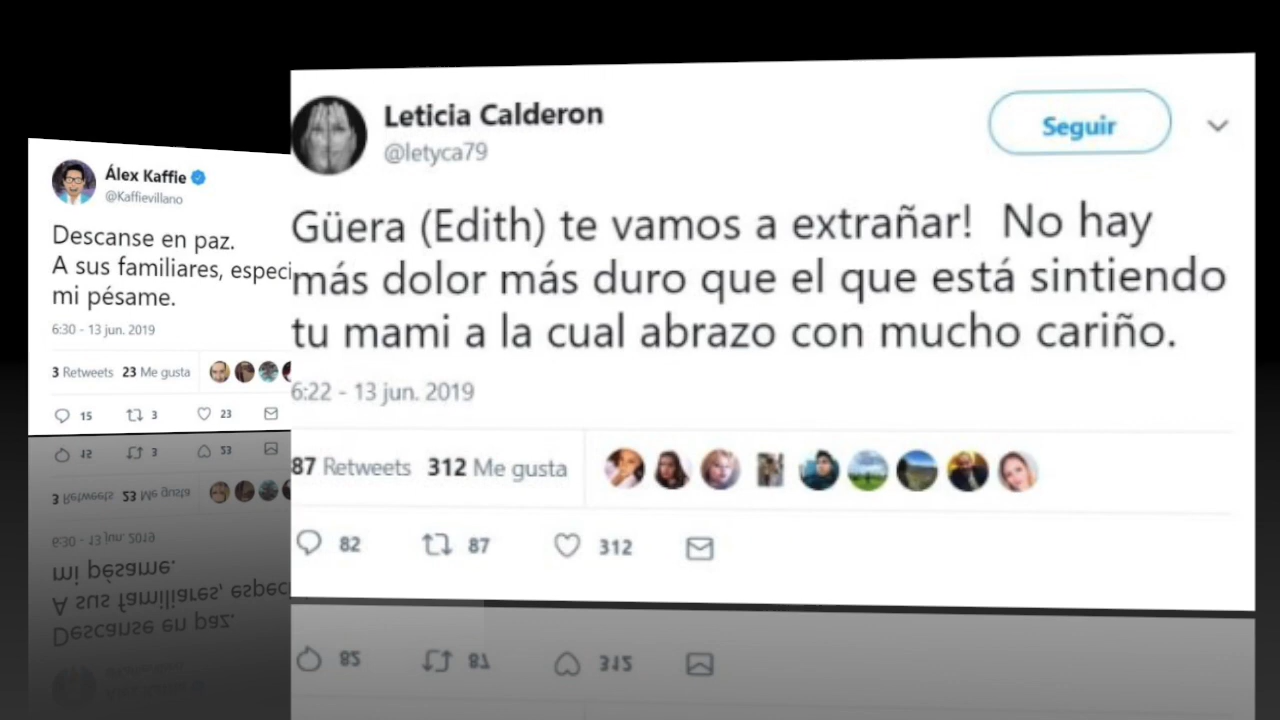 Álex Kaffie
@Kaffievillano
Descanse en paz.
A sus familiares, especi
mi pésame.
6:30 - 13 jun. 2019
3 Retweets 23 Me gusta
15 3 23
Leticia Calderon
@letyca79
Seguir
Güera (Edith) te vamos a extrañar! No hay
más dolor más duro que el que está sintiendo
tu mami a la cual abrazo con mucho cariño.
6:22 - 13 jun. 2019
87 Retweets 312 Me gusta
82 87 312